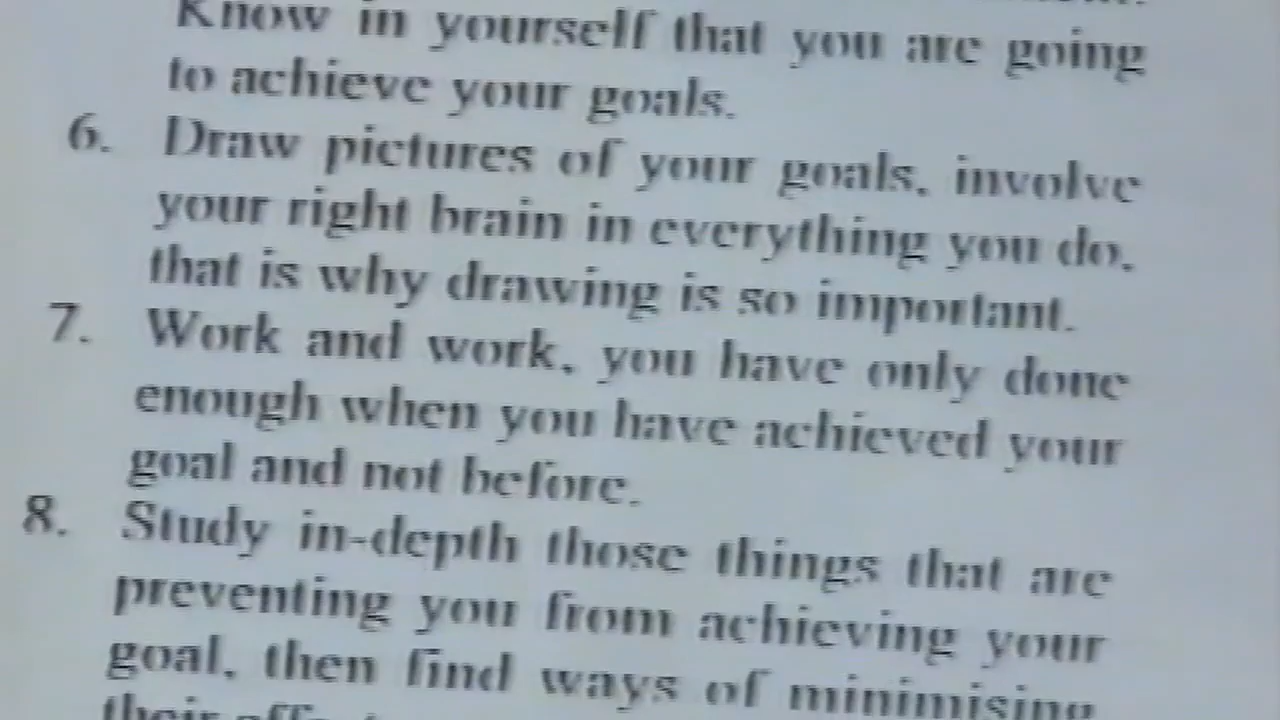 Know in yourself that you are going
to achieve your goals.
6. Draw pictures of your goals, involve
your right brain in everything you do,
that is why drawing is so important.
7. Work and work, you have only done
enough when you have achieved your
goal and not before.
8. Study in-depth those things that are
preventing you from achieving your
goal, then find ways of minimising
their